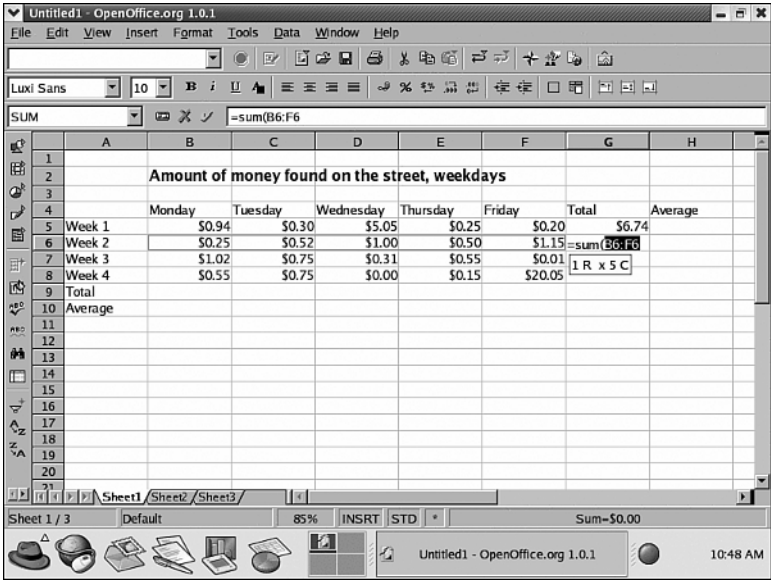 Untitled1 - OpenOffice.org 1.0.1
File Edit View Insert Format Tools Data Window Help
Luxi Sans 10 B i U A
SUM =sum(B6:F6
A B C D E F G H
1
2 Amount of money found on the street, weekdays
3
4 Monday Tuesday Wednesday Thursday Friday Total Average
5 Week 1 $0.94 $0.30 $5.05 $0.25 $0.20 $6.74
6 Week 2 $0.25 $0.52 $1.00 $0.50 $1.15 =sum(B6:F6
7 Week 3 $1.02 $0.75 $0.31 $0.55 $0.01
1 R x 5 C
8 Week 4 $0.55 $0.75 $0.00 $0.15 $20.05
9 Total
10 Average
11
12
13
14
15
16
17
18
19
20
21
Sheet1 Sheet2 Sheet3
Sheet 1 / 3 Default 85% INSRT STD * Sum=$0.00
Untitled1 - OpenOffice.org 1.0.1 10:48 AM